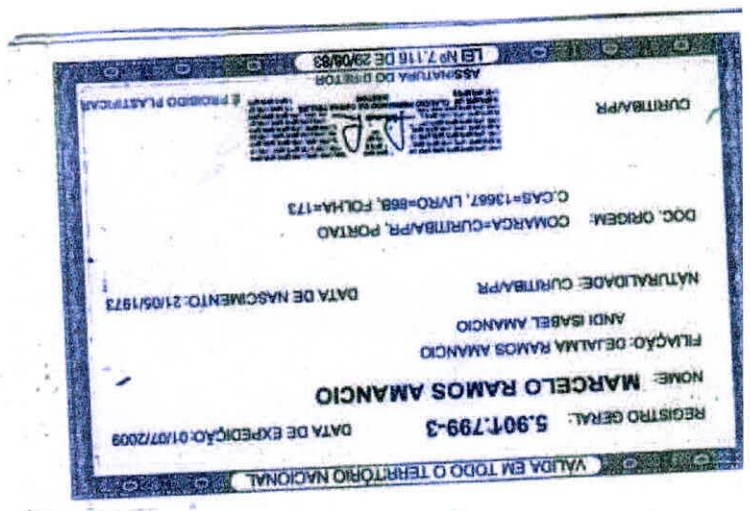 VÁLIDA EM TODO O TERRITÓRIO NACIONAL
REGISTRO GERAL: 5.901.799-3 DATA DE EXPEDIÇÃO: 01/07/2009
NOME: MARCELO RAMOS AMANCIO
FILIAÇÃO: DEJALMA RAMOS AMANCIO
ANDI ISABEL AMANCIO
NATURALIDADE: CURITIBA/PR DATA DE NASCIMENTO: 21/05/1973
DOC. ORIGEM: COMARCA=CURITIBA/PR, PORTAO
C.CAS=13667, LIVRO=86B, FOLHA=173
CURITIBA/PR
ASSINATURA DO DIRETOR É PROIBIDO PLASTIFICAR
LEI Nº 7.116 DE 29/08/83